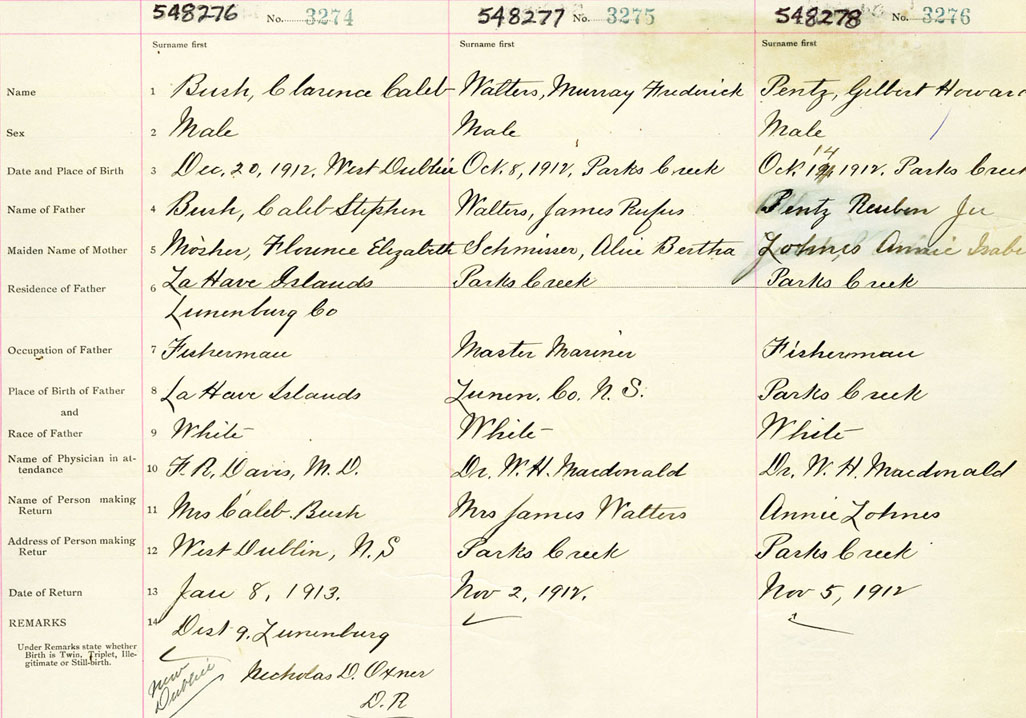 548276 No. 3274 548277 No. 3275 548278 No. 3276
Surname first Surname first Surname first
Name 1 Bush, Clarence Caleb Walters, Murray Frederick Pentz, Gilbert Howard
Sex 2 Male Male Male
14
Date and Place of Birth 3 Dec. 20, 1912, West Dublin Oct. 8, 1912, Parks Creek Oct. 1912, Parks Creek
Name of Father 4 Bush, Caleb Stephen Walters, James Rufus Pentz Reuben Ju
Maiden Name of Mother 5 Mosher, Florence Elizabeth Schmisser, Alice Bertha Lohnes Annie Isabe
Residence of Father 6 La Have Islands Parks Creek Parks Creek
Lunenburg Co
Occupation of Father 7 Fisherman Master Mariner Fisherman
Place of Birth of Father 8 La Have Islands Lunen. Co. N. S. Parks Creek
and
Race of Father 9 White White White
Name of Physician in at-
tendance 10 F. R. Davis, M. D. Dr. W. H. Macdonald Dr. W. H. Macdonald
Name of Person making
Return 11 Mrs Caleb Bush Mrs James Walters Annie Lohnes
Address of Person making
Retur 12 West Dublin, N.S Parks Creek Parks Creek
Date of Return 13 Jan 8, 1913. Nov 2, 1912. Nov 5, 1912
REMARKS 14 Dist 9. Lunenburg
Under Remarks state whether
Birth is Twin, Triplet, Ille-
gitimate or Still-birth.
New
Dublin
Nicholas D. Oxner
D. R